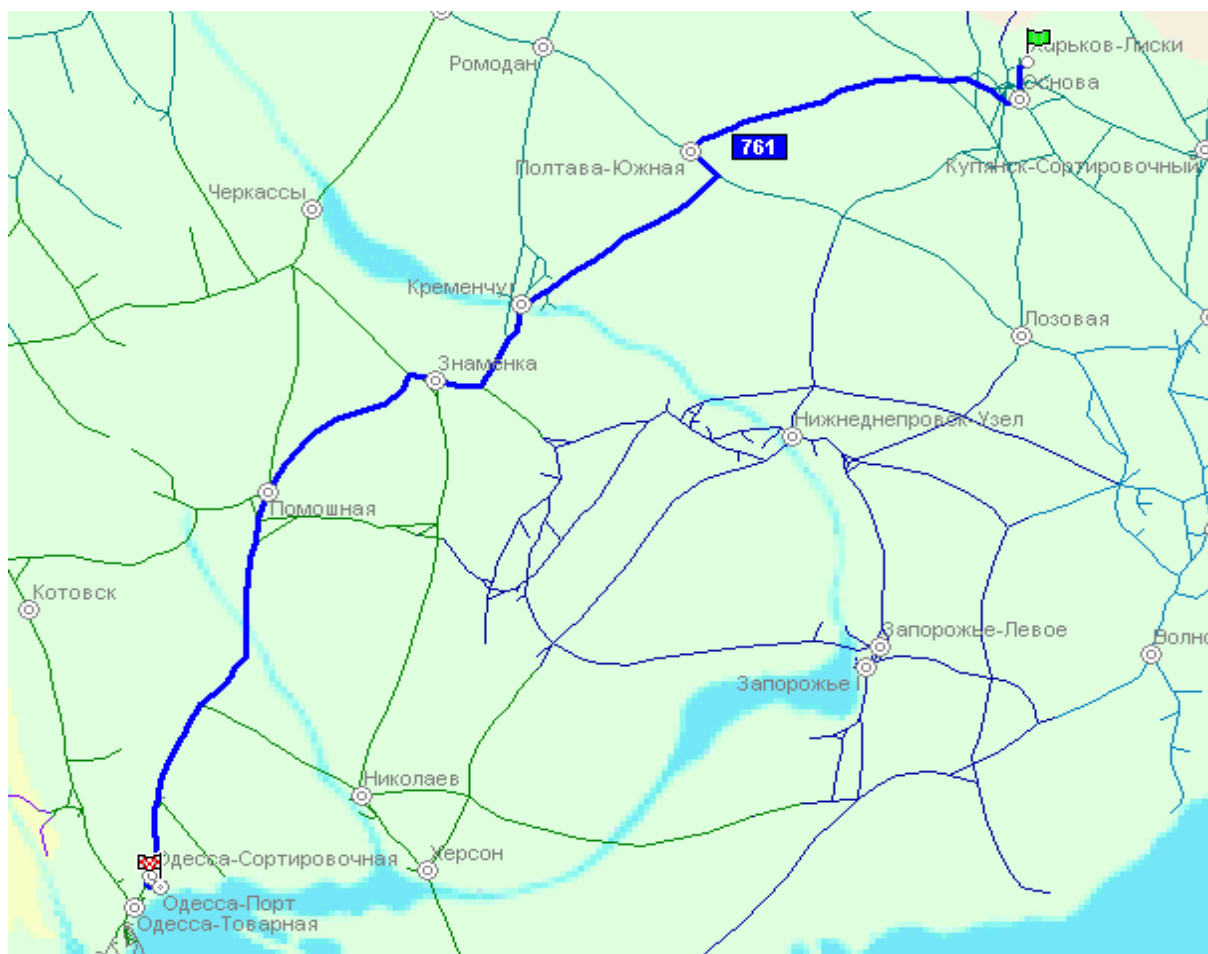 Харьков-Лиски
Ромодан
Основа
761
Полтава-Южная
Купянск-Сортировочный
Черкассы
Кременчуг
Лозовая
Знаменка
Нижнеднепровск-Узел
Помошная
Котовск
Запорожье-Левое
Волно
Запорожье I
Николаев
Одесса-Сортировочная
Херсон
Одесса-Порт
Одесса-Товарная